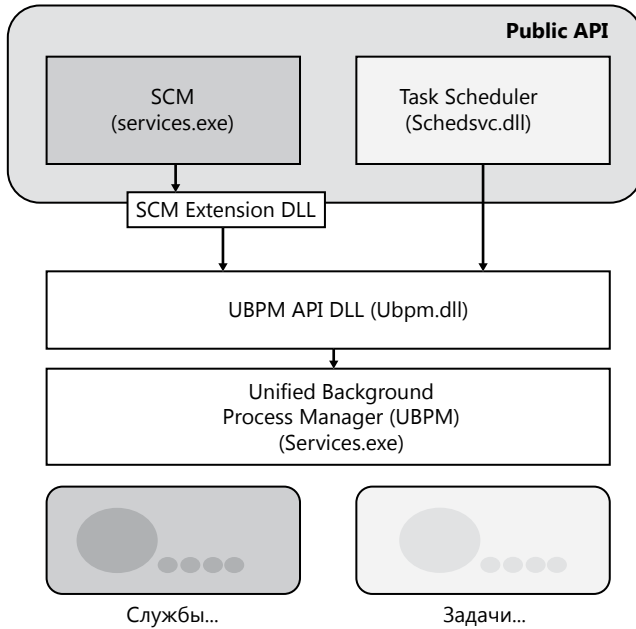 Public API
SCM
(services.exe)
Task Scheduler
(Schedsvc.dll)
SCM Extension DLL
UBPM API DLL (Ubpm.dll)
Unified Background
Process Manager (UBPM)
(Services.exe)
Службы...
Задачи...